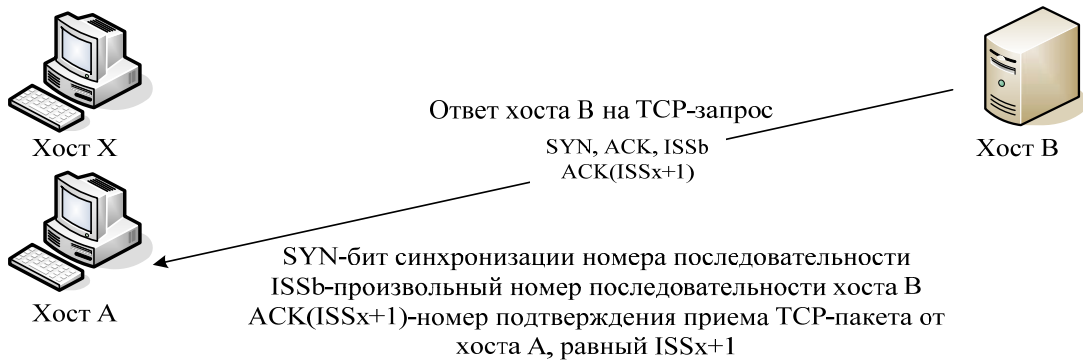 Хост X
Хост A
Ответ хоста B на TCP-запрос
SYN, ACK, ISSb
ACK(ISSx+1)
Хост B
SYN-бит синхронизации номера последовательности
ISSb-произвольный номер последовательности хоста B
ACK(ISSx+1)-номер подтверждения приема TCP-пакета от
хоста A, равный ISSx+1